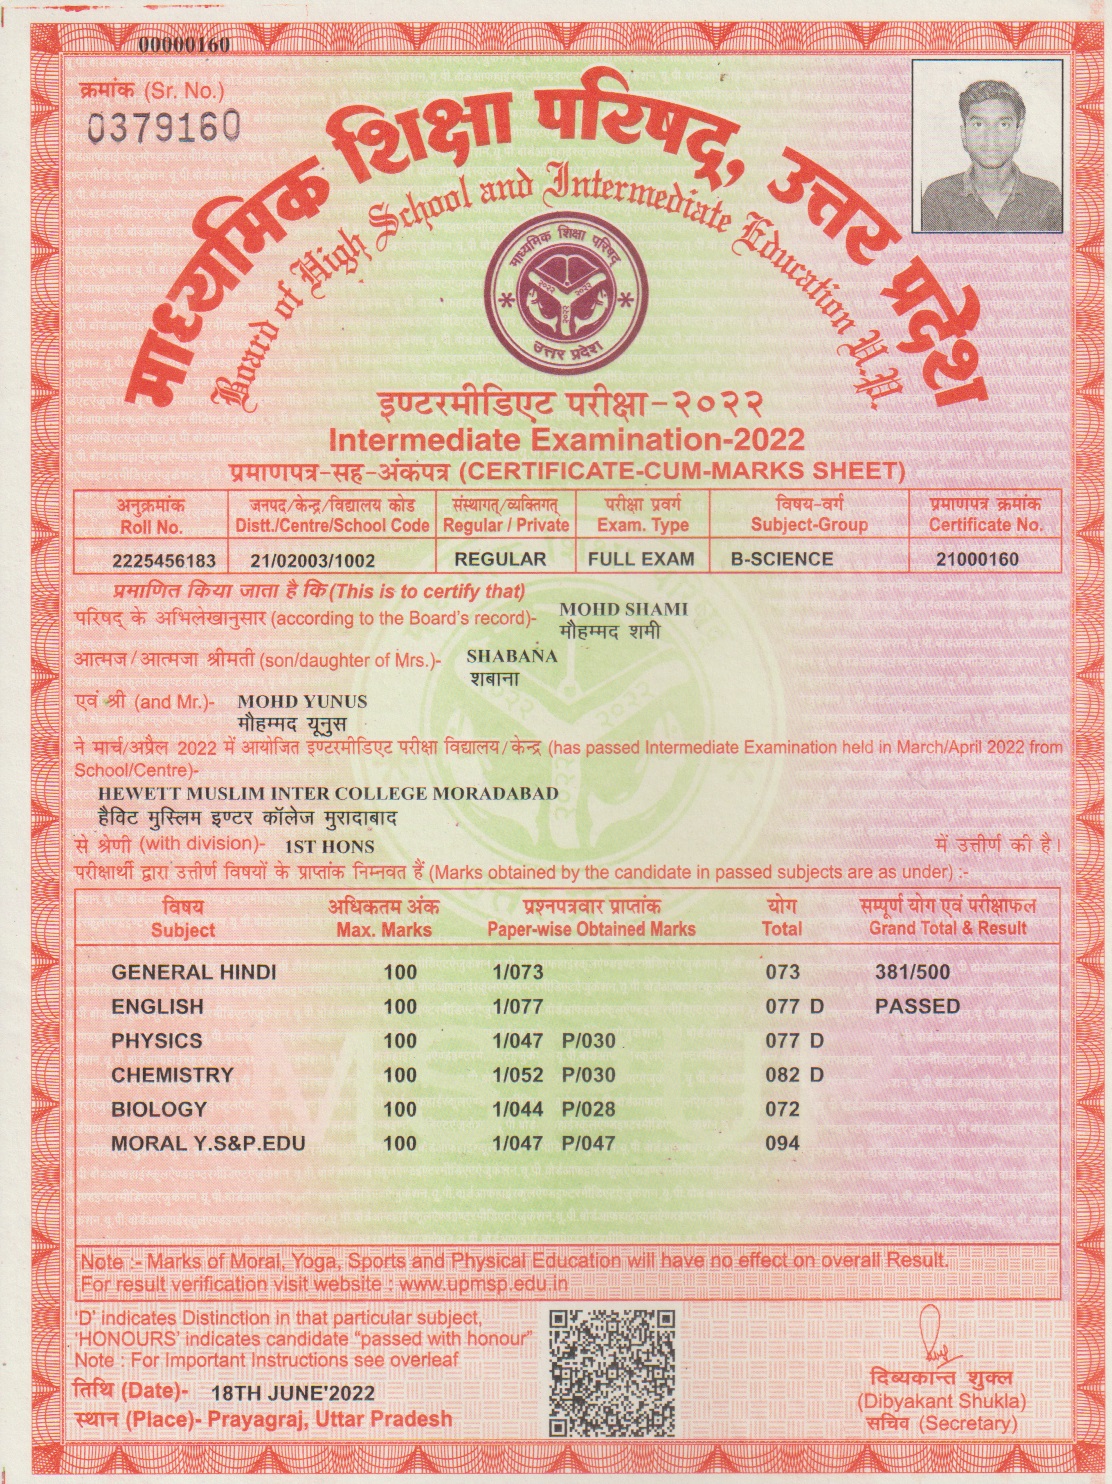 00000160
क्रमांक (Sr. No.)
0379160
माध्यमिक शिक्षा परिषद्, उत्तर प्रदेश
Board of High School and Intermediate Education U.P.
माध्यमिक शिक्षा परिषद्
२०२२ २०२२
२०२२
उत्तर प्रदेश
इण्टरमीडिएट परीक्षा-२०२२
Intermediate Examination-2022
प्रमाणपत्र-सह-अंकपत्र (CERTIFICATE-CUM-MARKS SHEET)
अनुक्रमांक जनपद/केन्द्र/विद्यालय कोड संस्थागत्/व्यक्तिगत् परीक्षा प्रवर्ग विषय-वर्ग प्रमाणपत्र क्रमांक
Roll No. Distt./Centre/School Code Regular / Private Exam. Type Subject-Group Certificate No.
2225456183 21/02003/1002 REGULAR FULL EXAM B-SCIENCE 21000160
प्रमाणित किया जाता है कि (This is to certify that)
परिषद् के अभिलेखानुसार (according to the Board's record)- MOHD SHAMI
मौहम्मद शमी
आत्मज/आत्मजा श्रीमती (son/daughter of Mrs.)- SHABANA
शबाना
एवं श्री (and Mr.)- MOHD YUNUS
मौहम्मद यूनुस
ने मार्च/अप्रैल 2022 में आयोजित इण्टरमीडिएट परीक्षा विद्यालय/केन्द्र (has passed Intermediate Examination held in March/April 2022 from
School/Centre)-
HEWETT MUSLIM INTER COLLEGE MORADABAD
हैविट मुस्लिम इण्टर कॉलेज मुरादाबाद
से श्रेणी (with division)- 1ST HONS में उत्तीर्ण की है।
परीक्षार्थी द्वारा उत्तीर्ण विषयों के प्राप्तांक निम्नवत हैं (Marks obtained by the candidate in passed subjects are as under) :-
विषय अधिकतम अंक प्रश्नपत्रवार प्राप्तांक योग सम्पूर्ण योग एवं परीक्षाफल
Subject Max. Marks Paper-wise Obtained Marks Total Grand Total & Result
GENERAL HINDI 100 1/073 073 381/500
ENGLISH 100 1/077 077 D PASSED
PHYSICS 100 1/047 P/030 077 D
CHEMISTRY 100 1/052 P/030 082 D
BIOLOGY 100 1/044 P/028 072
MORAL Y.S&P.EDU 100 1/047 P/047 094
Note :- Marks of Moral, Yoga, Sports and Physical Education will have no effect on overall Result.
For result verification visit website : www.upmsp.edu.in
'D' indicates Distinction in that particular subject,
'HONOURS' indicates candidate "passed with honour"
Note : For Important Instructions see overleaf
तिथि (Date)- 18TH JUNE'2022
स्थान (Place)- Prayagraj, Uttar Pradesh
दिब्यकान्त शुक्ल
(Dibyakant Shukla)
सचिव (Secretary)